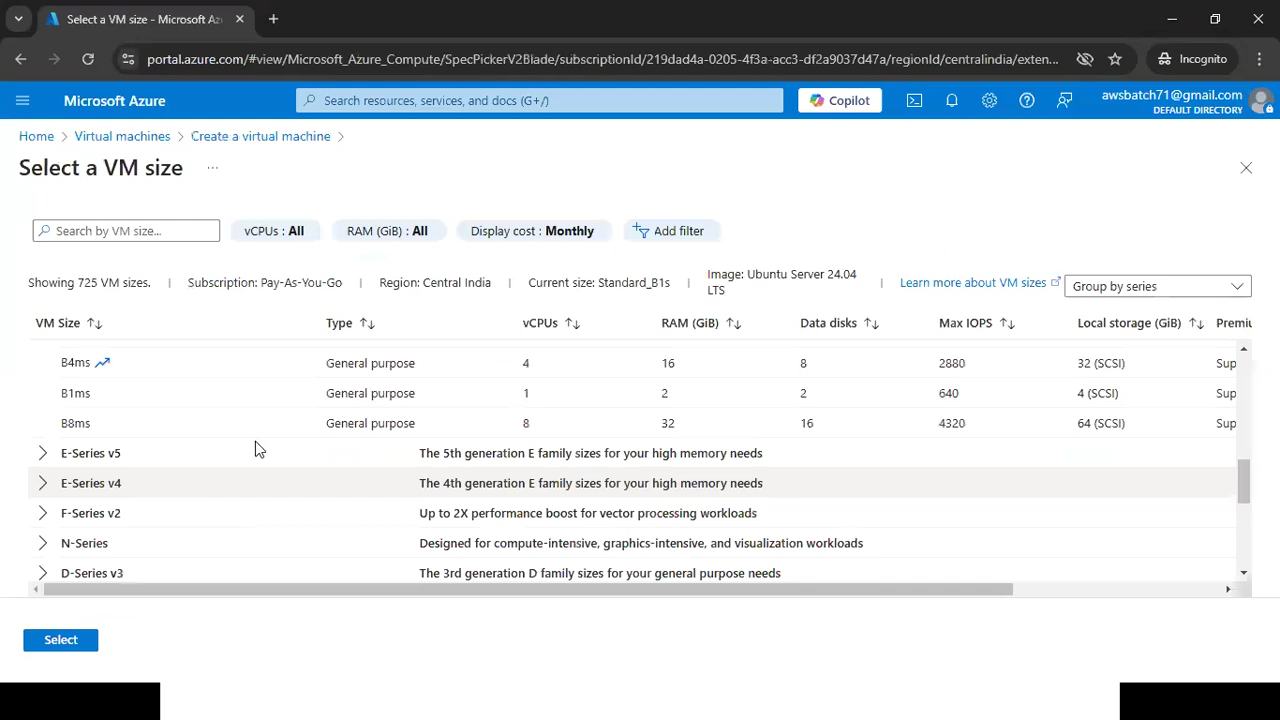 Select a VM size - Microsoft Az
portal.azure.com/#view/Microsoft_Azure_Compute/SpecPickerV2Blade/subscriptionId/219dad4a-0205-4f3a-acc3-df2a9037d47a/regionId/centralindia/exten...
Incognito
Microsoft Azure
Search resources, services, and docs (G+/)
Copilot
awsbatch71@gmail.com
DEFAULT DIRECTORY
Home > Virtual machines > Create a virtual machine >
Select a VM size ...
Search by VM size...
vCPUs : All
RAM (GiB) : All
Display cost : Monthly
Add filter
Showing 725 VM sizes. | Subscription: Pay-As-You-Go | Region: Central India | Current size: Standard_B1s | Image: Ubuntu Server 24.04 LTS | Learn more about VM sizes
Group by series
VM Size Type vCPUs RAM (GiB) Data disks Max IOPS Local storage (GiB) Premiu
B4ms General purpose 4 16 8 2880 32 (SCSI) Sup
B1ms General purpose 1 2 2 640 4 (SCSI) Sup
B8ms General purpose 8 32 16 4320 64 (SCSI) Sup
E-Series v5 The 5th generation E family sizes for your high memory needs
E-Series v4 The 4th generation E family sizes for your high memory needs
F-Series v2 Up to 2X performance boost for vector processing workloads
N-Series Designed for compute-intensive, graphics-intensive, and visualization workloads
D-Series v3 The 3rd generation D family sizes for your general purpose needs
Select